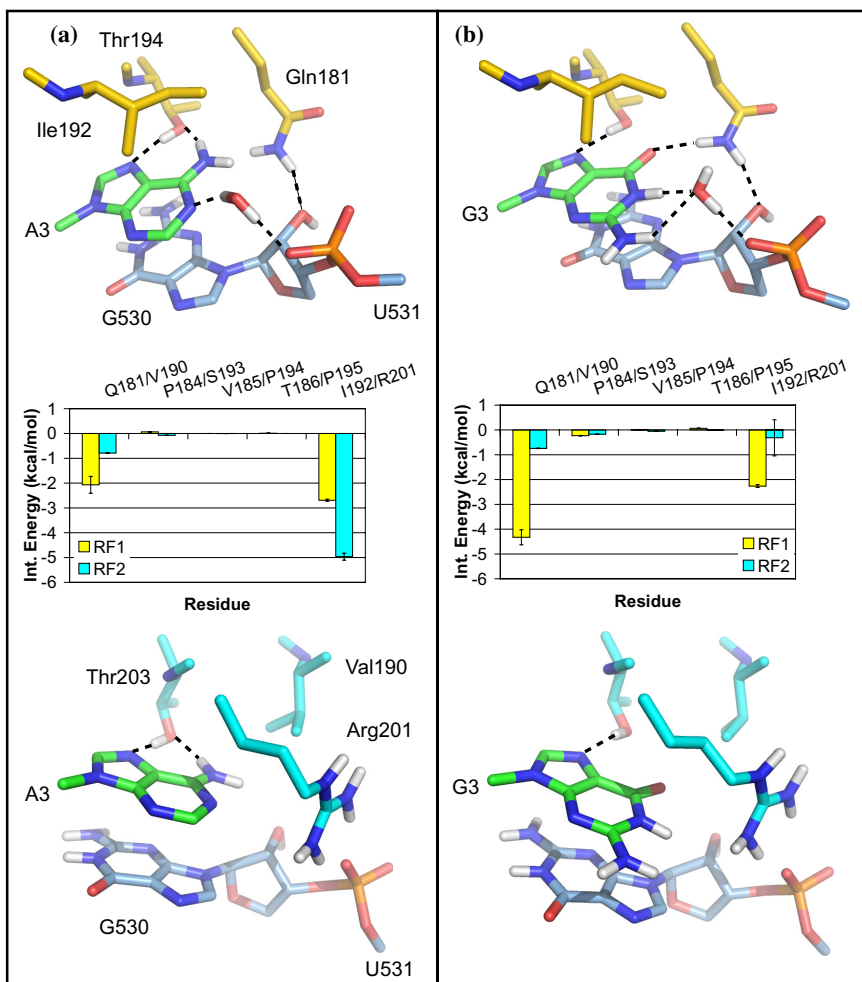 (a)
Thr194
Gln181
Ile192
A3
G530
U531
Q181/V190
P184/S193
V185/P194
T186/P195
I192/R201
Int. Energy (kcal/mol)
1
0
-1
-2
-3
-4
-5
-6
RF1
RF2
Residue
Thr203
Val190
Arg201
A3
G530
U531
(b)
G3
Q181/V190
P184/S193
V185/P194
T186/P195
I192/R201
Int. Energy (kcal/mol)
1
0
-1
-2
-3
-4
-5
-6
RF1
RF2
Residue
G3